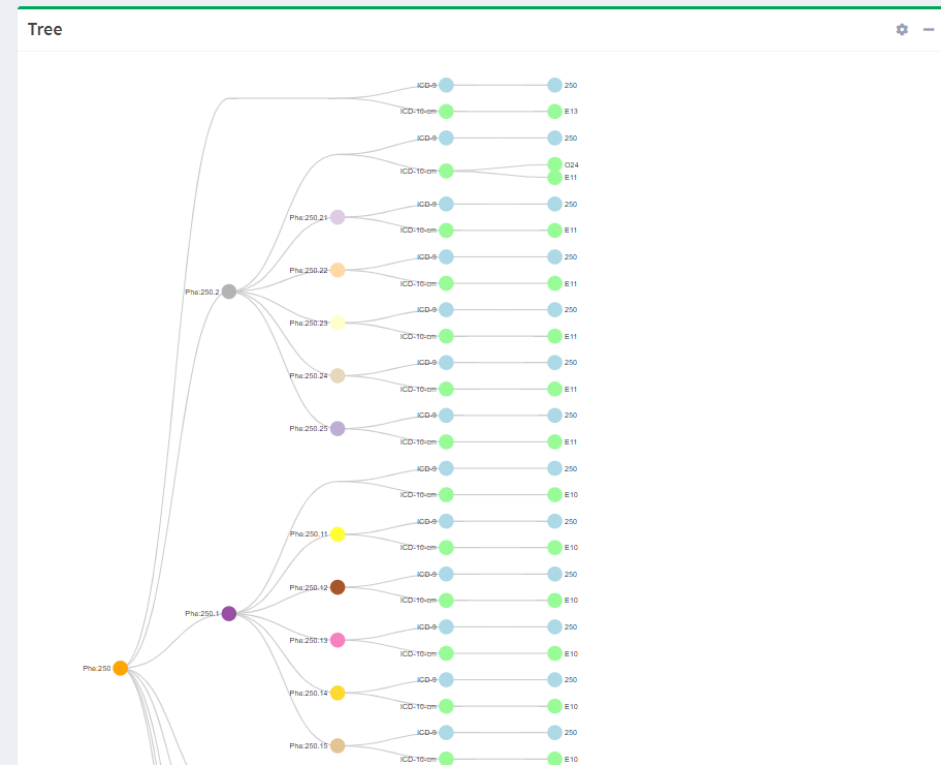 Tree
ICD-9 250
ICD-10-cm E13
ICD-9 250
O24
ICD-10-cm
E11
ICD-9 250
Phe:250.21
ICD-10-cm E11
ICD-9 250
Phe:250.22
ICD-10-cm E11
Phe:250.2
ICD-9 250
Phe:250.23
ICD-10-cm E11
ICD-9 250
Phe:250.24
ICD-10-cm E11
ICD-9 250
Phe:250.25
ICD-10-cm E11
ICD-9 250
ICD-10-cm E10
ICD-9 250
Phe:250.11
ICD-10-cm E10
ICD-9 250
Phe:250.12
ICD-10-cm E10
Phe:250.1
ICD-9 250
Phe:250.13
ICD-10-cm E10
Phe:250
ICD-9 250
Phe:250.14
ICD-10-cm E10
ICD-9 250
Phe:250.15
ICD-10-cm E10